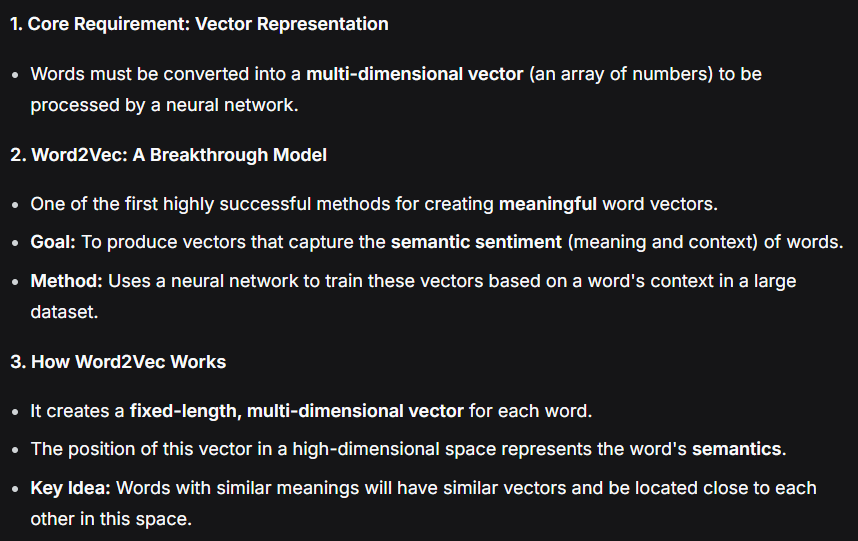 1. Core Requirement: Vector Representation
• Words must be converted into a multi-dimensional vector (an array of numbers) to be
processed by a neural network.
2. Word2Vec: A Breakthrough Model
• One of the first highly successful methods for creating meaningful word vectors.
• Goal: To produce vectors that capture the semantic sentiment (meaning and context) of words.
• Method: Uses a neural network to train these vectors based on a word's context in a large
dataset.
3. How Word2Vec Works
• It creates a fixed-length, multi-dimensional vector for each word.
• The position of this vector in a high-dimensional space represents the word's semantics.
• Key Idea: Words with similar meanings will have similar vectors and be located close to each
other in this space.